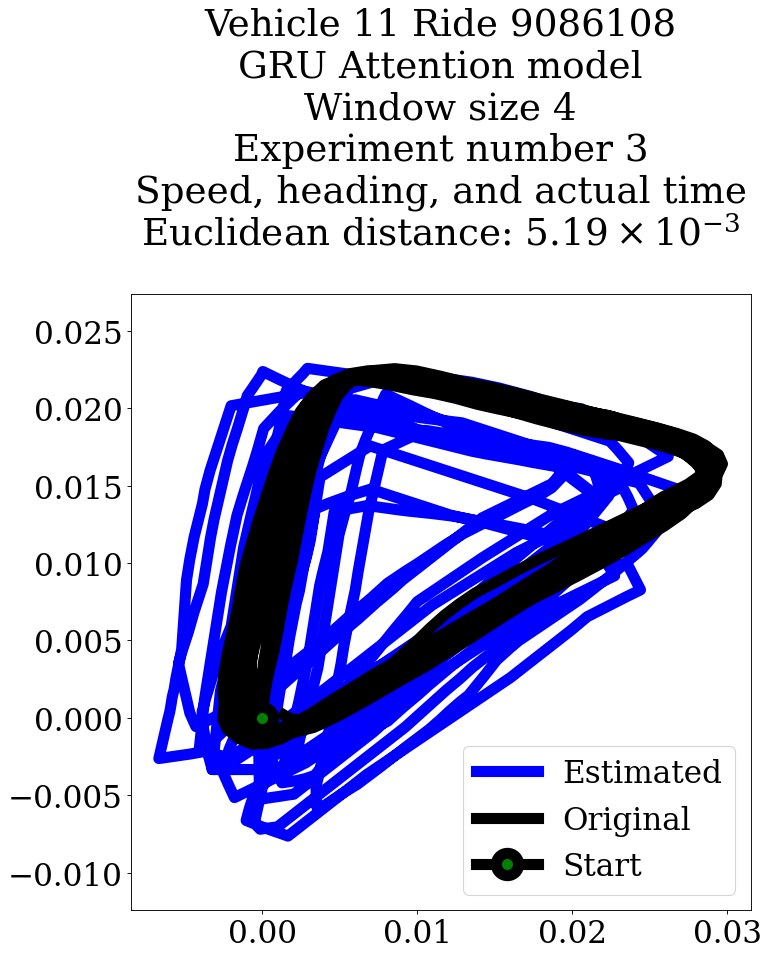 Vehicle 11 Ride 9086108
GRU Attention model
Window size 4
Experiment number 3
Speed, heading, and actual time
Euclidean distance: 5.19 × 10⁻³
0.025
0.020
0.015
0.010
0.005
0.000
−0.005
−0.010
0.00 0.01 0.02 0.03
Estimated
Original
Start